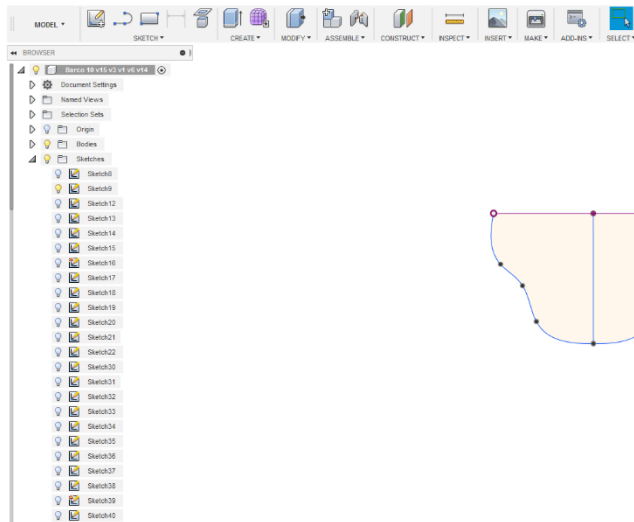 MODEL
SKETCH CREATE MODIFY ASSEMBLE CONSTRUCT INSPECT INSERT MAKE ADD-INS SELECT
BROWSER
Barco 10 v15 v3 v1 v6 v14
Document Settings
Named Views
Selection Sets
Origin
Bodies
Sketches
Sketch8
Sketch9
Sketch12
Sketch13
Sketch14
Sketch15
Sketch16
Sketch17
Sketch18
Sketch19
Sketch20
Sketch21
Sketch22
Sketch30
Sketch31
Sketch32
Sketch33
Sketch34
Sketch35
Sketch36
Sketch37
Sketch38
Sketch39
Sketch40